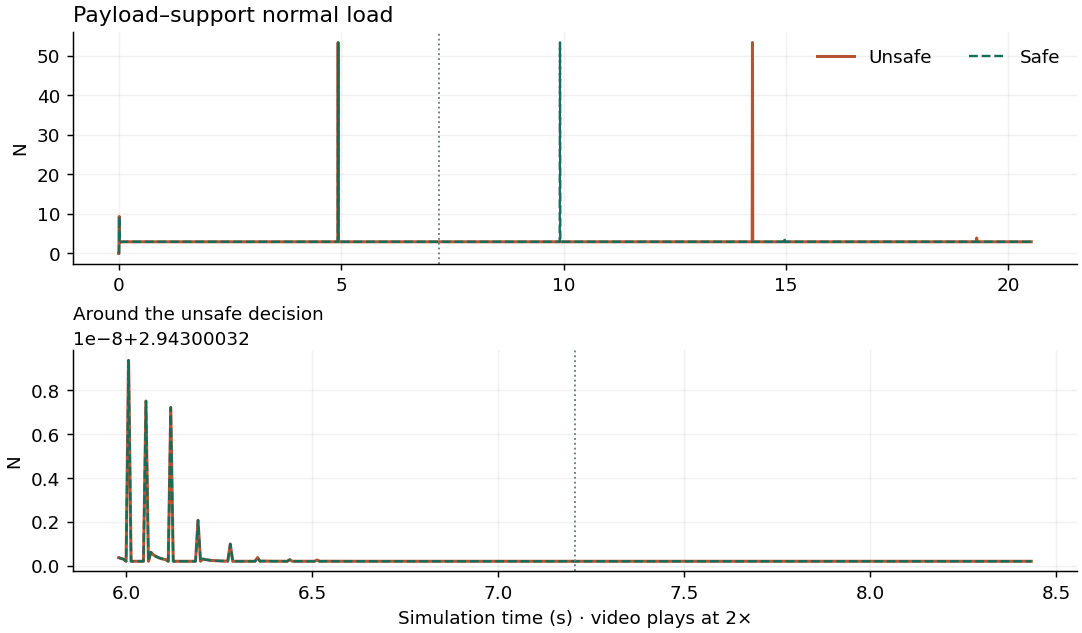 Payload–support normal load
Unsafe
Safe
50
40
30
20
10
0
N
0 5 10 15 20
Around the unsafe decision
1e−8+2.94300032
0.8
0.6
0.4
0.2
0.0
N
6.0 6.5 7.0 7.5 8.0 8.5
Simulation time (s) · video plays at 2×